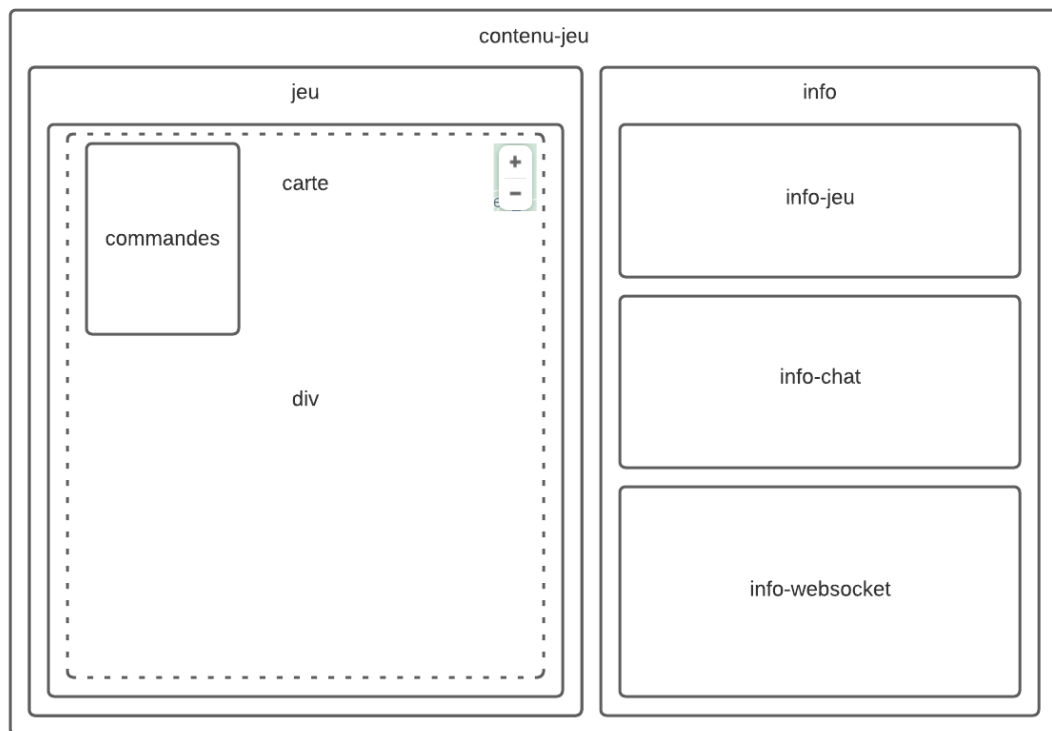 contenu-jeu
jeu
carte
+
−
commandes
div
info
info-jeu
info-chat
info-websocket